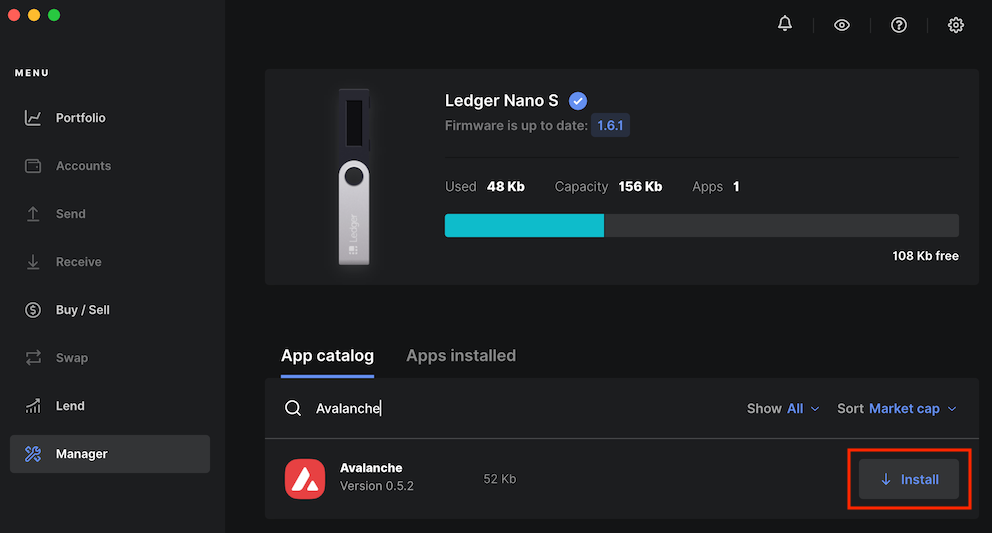 MENU
Portfolio
Accounts
Send
Receive
Buy / Sell
Swap
Lend
Manager
Ledger Nano S
Firmware is up to date: 1.6.1
Used 48 Kb Capacity 156 Kb Apps 1
Ledger
108 Kb free
App catalog Apps installed
Avalanche Show All Sort Market cap
Avalanche
Version 0.5.2
52 Kb
Install